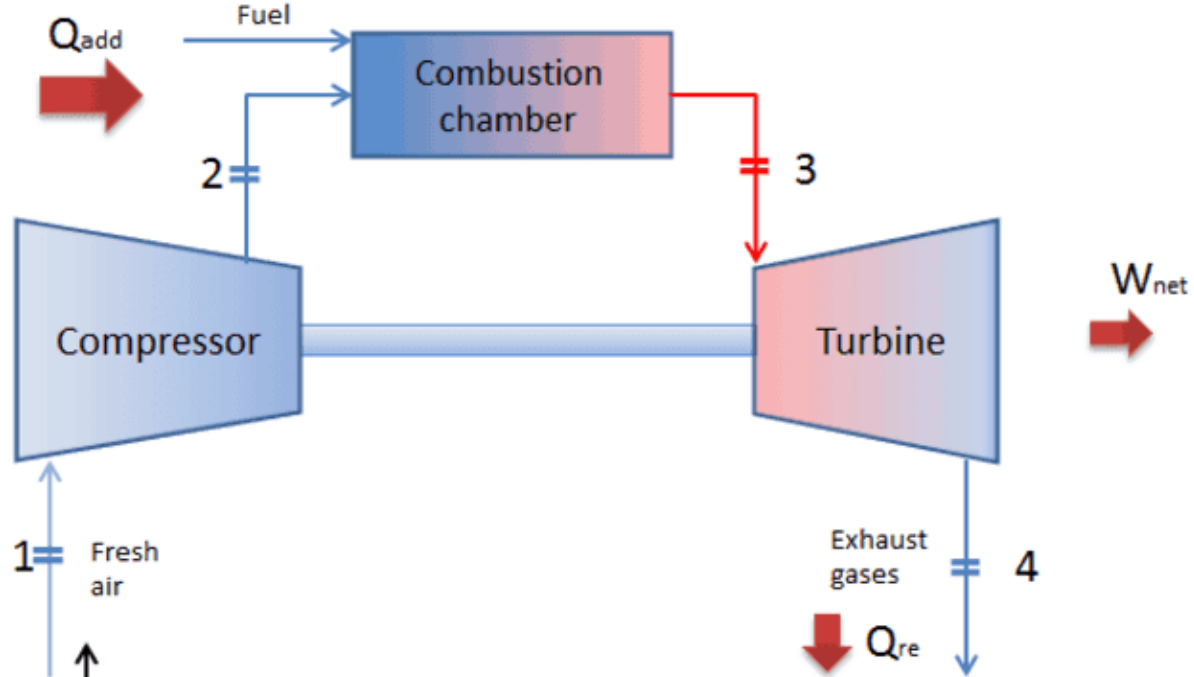 Fuel
Qadd
Combustion
chamber
2
3
Compressor
Turbine
Wnet
1
Fresh
air
Exhaust
gases
4
Qre